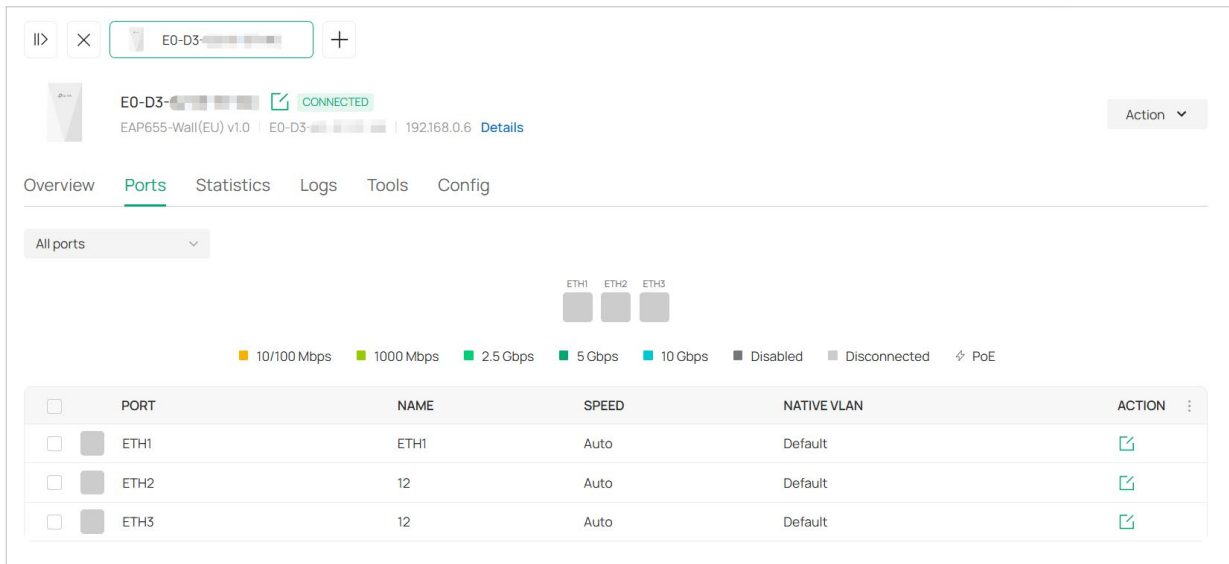 E0-D3-
E0-D3- CONNECTED
EAP655-Wall(EU) v1.0 E0-D3- 192.168.0.6 Details
Action
Overview Ports Statistics Logs Tools Config
All ports
ETH1 ETH2 ETH3
10/100 Mbps 1000 Mbps 2.5 Gbps 5 Gbps 10 Gbps Disabled Disconnected PoE
PORT NAME SPEED NATIVE VLAN ACTION
ETH1 ETH1 Auto Default
ETH2 12 Auto Default
ETH3 12 Auto Default